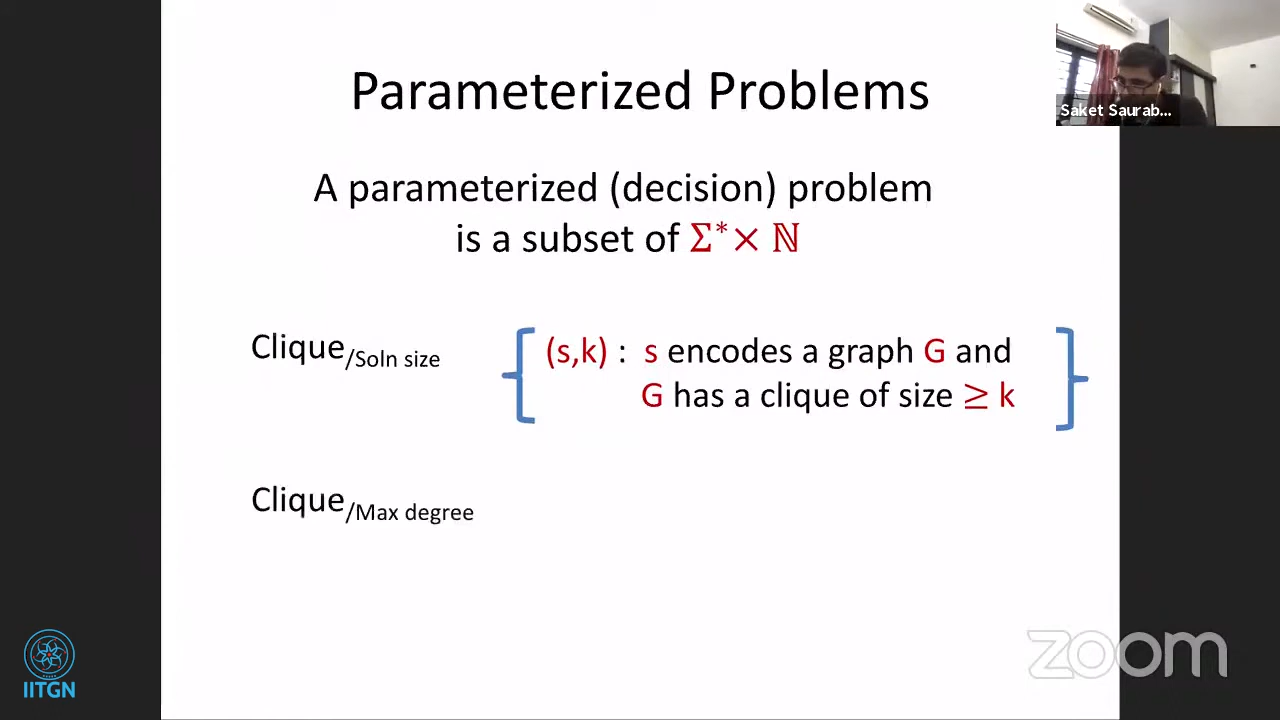 Parameterized Problems
Saket Saurab...
A parameterized (decision) problem
is a subset of Σ* × ℕ
Clique/Soln size
(s,k) : s encodes a graph G and
G has a clique of size ≥ k
Clique/Max degree
IITGN
zoom